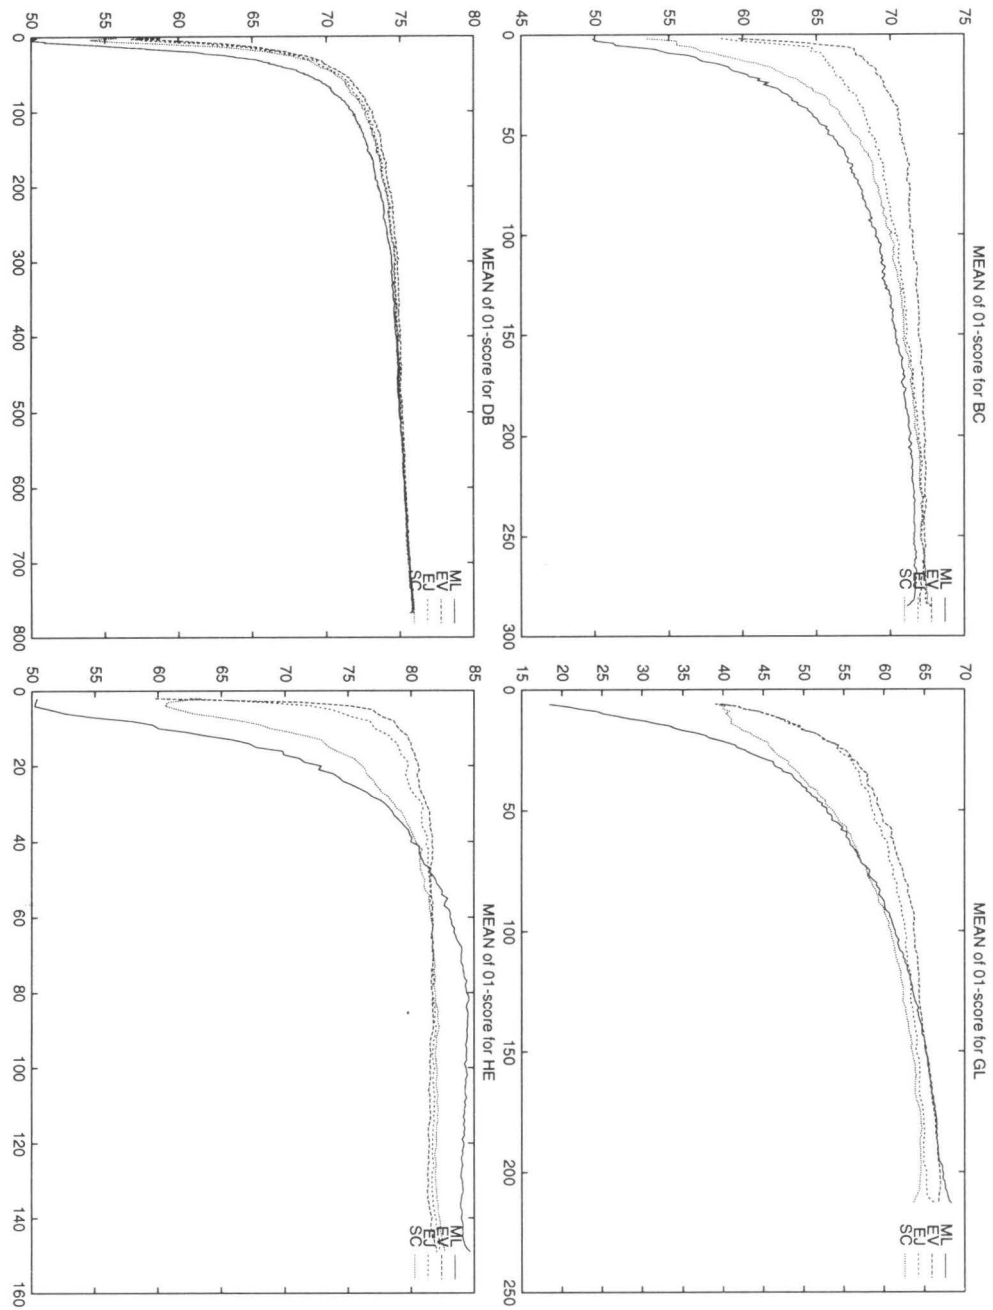 MEAN of 01-score for BC
75
70
65
60
55
50
45
0 50 100 150 200 250 300
ML
EV
EJ
SC
MEAN of 01-score for GL
70
65
60
55
50
45
40
35
30
25
20
15
0 50 100 150 200 250
ML
EV
EJ
SC
MEAN of 01-score for DB
80
75
70
65
60
55
50
0 100 200 300 400 500 600 700 800
ML
EV
EJ
SC
MEAN of 01-score for HE
85
80
75
70
65
60
55
50
0 20 40 60 80 100 120 140 160
ML
EV
EJ
SC